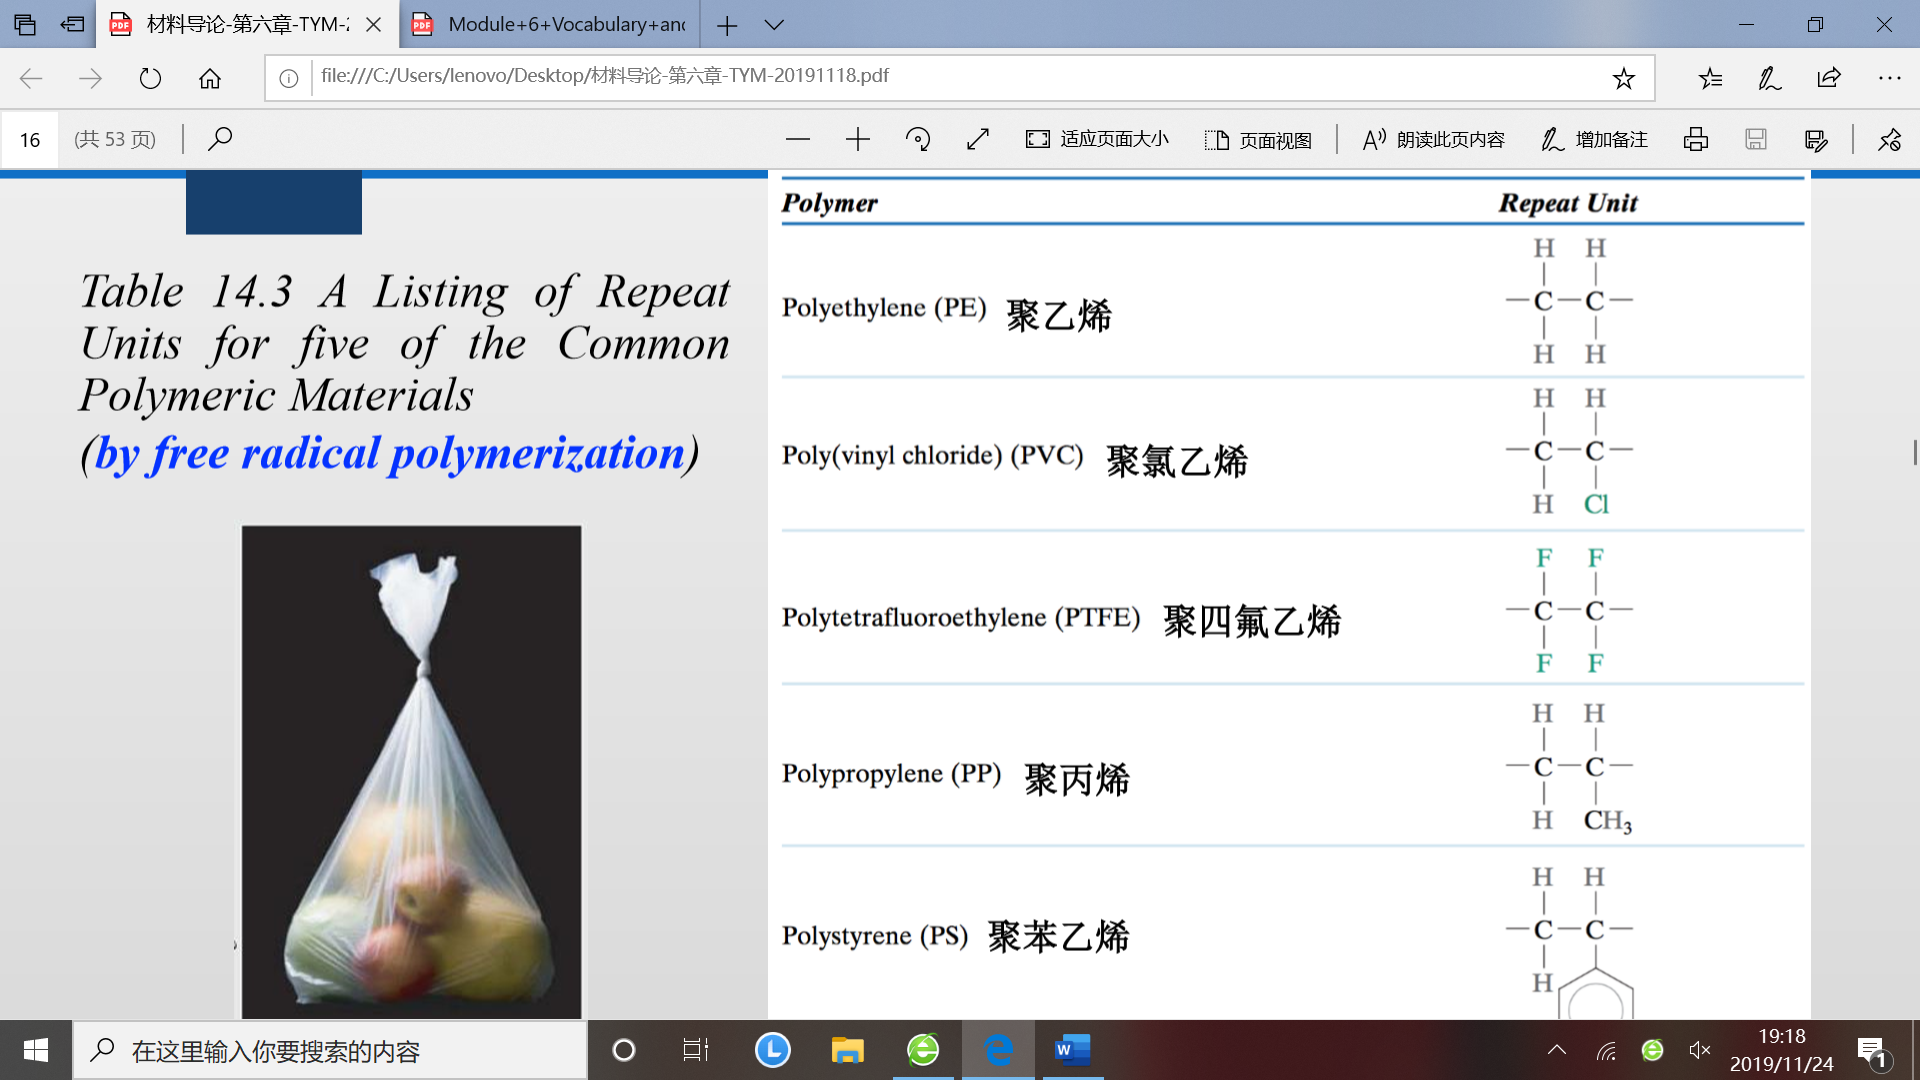 材料导论-第六章-TYM-2
Module+6+Vocabulary+and
file:///C:/Users/lenovo/Desktop/材料导论-第六章-TYM-20191118.pdf
16 (共 53 页)
适应页面大小 页面视图 朗读此页内容 增加备注
Table 14.3 A Listing of Repeat
Units for five of the Common
Polymeric Materials
(by free radical polymerization)
Polymer Repeat Unit
H H
Polyethylene (PE) 聚乙烯 —C—C—
H H
H H
Poly(vinyl chloride) (PVC) 聚氯乙烯 —C—C—
H Cl
F F
Polytetrafluoroethylene (PTFE) 聚四氟乙烯 —C—C—
F F
H H
Polypropylene (PP) 聚丙烯 —C—C—
H CH3
H H
Polystyrene (PS) 聚苯乙烯 —C—C—
H
在这里输入你要搜索的内容
19:18
2019/11/24
1